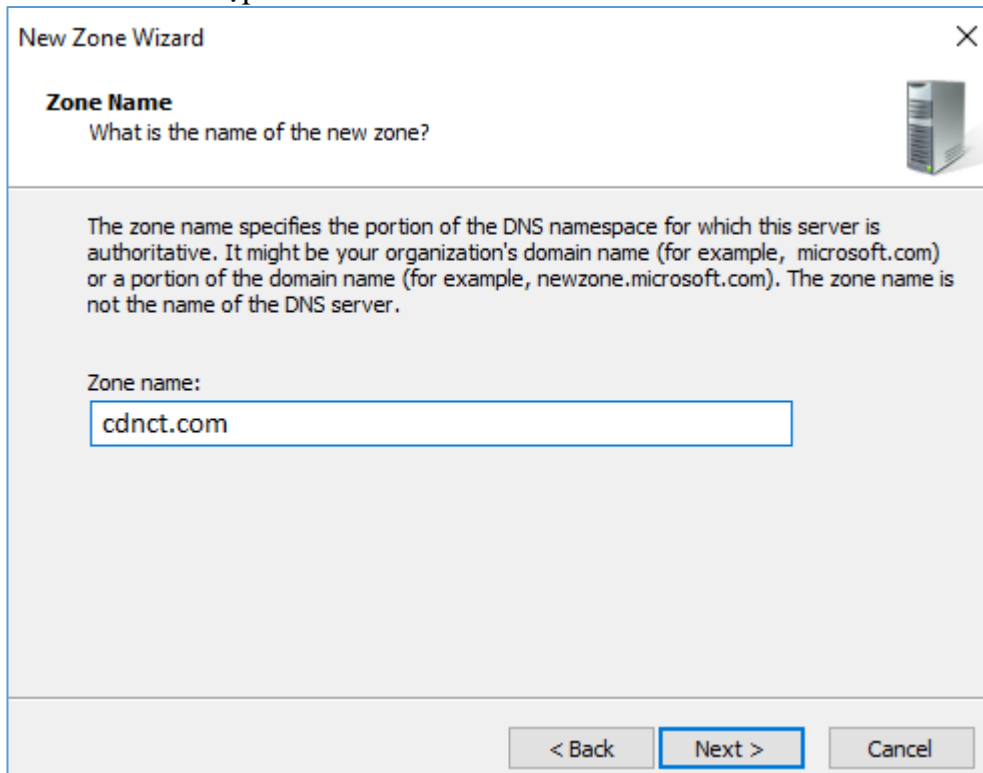 New Zone Wizard
Zone Name
What is the name of the new zone?
The zone name specifies the portion of the DNS namespace for which this server is
authoritative. It might be your organization's domain name (for example, microsoft.com)
or a portion of the domain name (for example, newzone.microsoft.com). The zone name is
not the name of the DNS server.
Zone name:
cdnct.com
< Back Next > Cancel